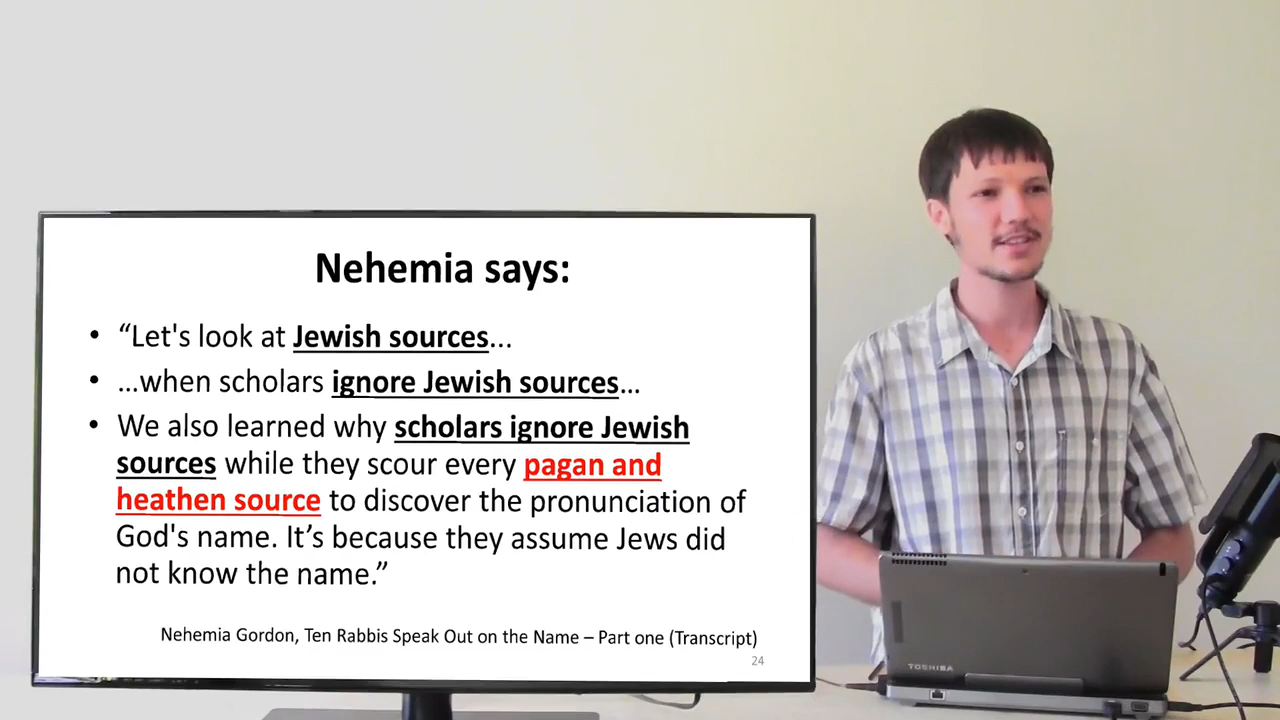 Nehemia says:
• “Let's look at Jewish sources...
• ...when scholars ignore Jewish sources...
• We also learned why scholars ignore Jewish
sources while they scour every pagan and
heathen source to discover the pronunciation of
God's name. It’s because they assume Jews did
not know the name.”
Nehemia Gordon, Ten Rabbis Speak Out on the Name – Part one (Transcript)
24
TOSHIBA